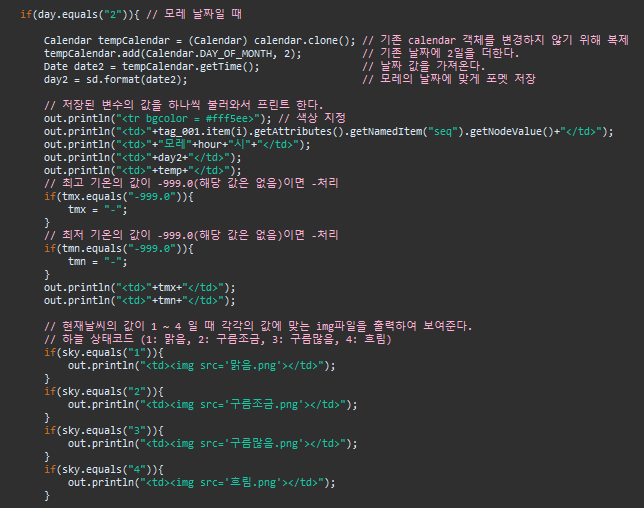 if(day.equals("2")){ // 모레 날짜일 때
Calendar tempCalendar = (Calendar) calendar.clone(); // 기존 calendar 객체를 변경하지 않기 위해 복제
tempCalendar.add(Calendar.DAY_OF_MONTH, 2); // 기존 날짜에 2일을 더한다.
Date date2 = tempCalendar.getTime(); // 날짜 값을 가져온다.
day2 = sd.format(date2); // 모레의 날짜에 맞게 포멧 저장
// 저장된 변수의 값을 하나씩 불러와서 프린트 한다.
out.println("<tr bgcolor = #fff5ee>"); // 색상 지정
out.println("<td>"+tag_001.item(i).getAttributes().getNamedItem("seq").getNodeValue()+"</td>");
out.println("<td>"+"모레"+hour+"시"+"</td>");
out.println("<td>"+day2+"</td>");
out.println("<td>"+temp+"</td>");
// 최고 기온의 값이 -999.0(해당 값은 없음)이면 -처리
if(tmx.equals("-999.0")){
tmx = "-";
}
// 최저 기온의 값이 -999.0(해당 값은 없음)이면 -처리
if(tmn.equals("-999.0")){
tmn = "-";
}
out.println("<td>"+tmx+"</td>");
out.println("<td>"+tmn+"</td>");
// 현재날씨의 값이 1 ~ 4 일 때 각각의 값에 맞는 img파일을 출력하여 보여준다.
// 하늘 상태코드 (1: 맑음, 2: 구름조금, 3: 구름많음, 4: 흐림)
if(sky.equals("1")){
out.println("<td><img src='맑음.png'></td>");
}
if(sky.equals("2")){
out.println("<td><img src='구름조금.png'></td>");
}
if(sky.equals("3")){
out.println("<td><img src='구름많음.png'></td>");
}
if(sky.equals("4")){
out.println("<td><img src='흐림.png'></td>");
}